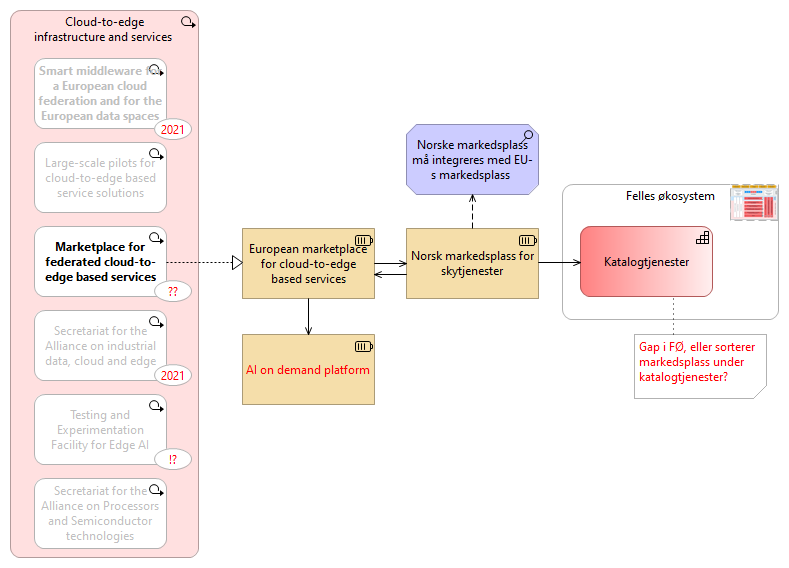 Cloud-to-edge
infrastructure and services
Smart middleware for
a European cloud
federation and for the
European data spaces
2021
Large-scale pilots for
cloud-to-edge based
service solutions
Marketplace for
federated cloud-to-
edge based services
??
Secretariat for the
Alliance on industrial
data, cloud and edge
2021
Testing and
Experimentation
Facility for Edge AI
!?
Secretariat for the
Alliance on Processors
and Semiconductor
technologies
European marketplace
for cloud-to-edge
based services
AI on demand platform
Norske markedsplass
må integreres med EU-
s markedsplass
Norsk markedsplass for
skytjenester
Felles økosystem
Katalogtjenester
Gap i FØ, eller sorterer
markedsplass under
katalogtjenester?